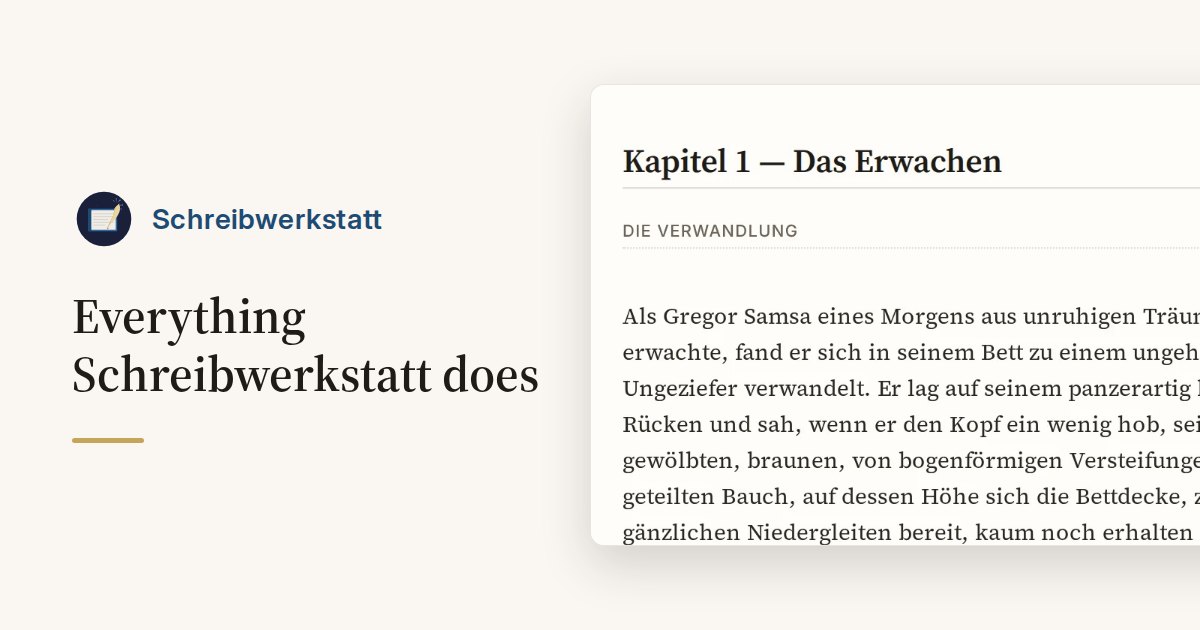 Schreibwerkstatt
Everything
Schreibwerkstatt does
Kapitel 1 — Das Erwachen
DIE VERWANDLUNG
Als Gregor Samsa eines Morgens aus unruhigen
erwachte, fand er sich in seinem Bett zu einem
Ungeziefer verwandelt. Er lag auf seinem panzerartig
Rücken und sah, wenn er den Kopf ein wenig hob,
gewölbten, braunen, von bogenförmigen
geteilten Bauch, auf dessen Höhe sich die Bettdecke,
gänzlichen Niedergleiten bereit, kaum noch erhalten